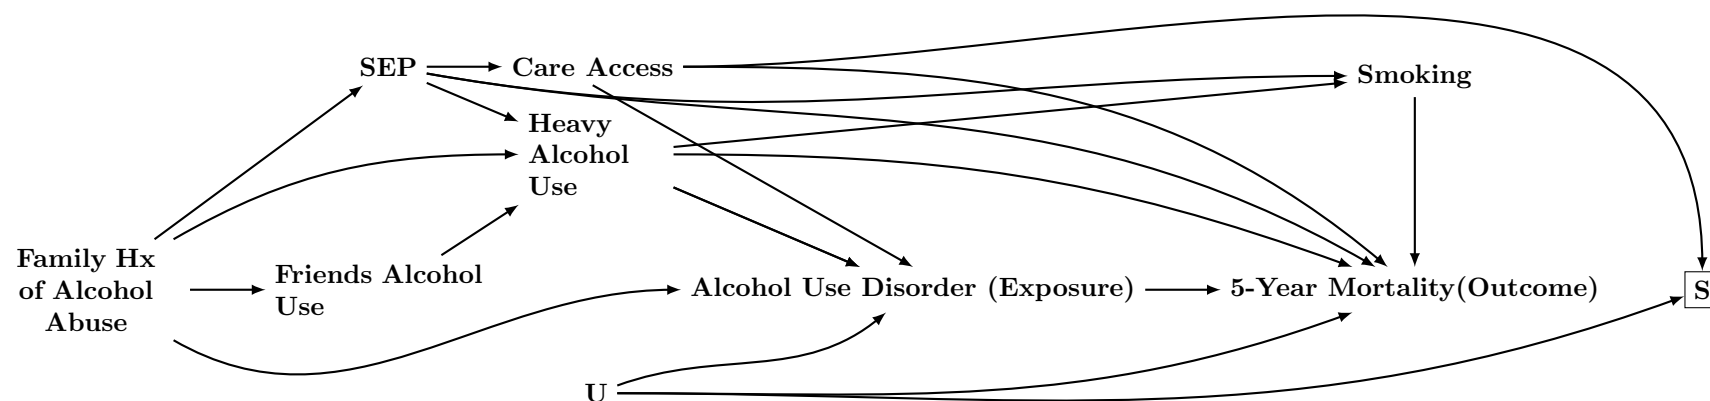 SEP
Care Access
Smoking
Heavy
Alcohol
Use
Family Hx
of Alcohol
Abuse
Friends Alcohol
Use
Alcohol Use Disorder (Exposure)
5-Year Mortality(Outcome)
S
U